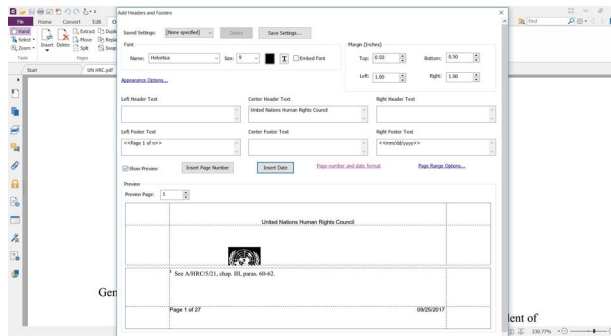 Add Headers and Footers
File Home Convert Edit
Hand
Select
Zoom
Insert Delete
Extract
Split
Tools
Pages
Find
Start UN HRC.pdf
Saved Settings: [None specified] Delete Save Settings...
Font
Name: Helvetica Size: 9 Embed Font
Margin (Inches)
Top: 0.50 Bottom: 0.50
Left: 1.00 Right: 1.00
Appearance Options...
Left Header Text Center Header Text Right Header Text
United Nations Human Rights Council
Left Footer Text Center Footer Text Right Footer Text
<<Page 1 of n>> <<mm/dd/yyyy>>
Show Preview Insert Page Number Insert Date Page number and date format Page Range Options...
Preview
Preview Page: 1
United Nations Human Rights Council
See A/HRC/5/21, chap. III, paras. 60-62.
Page 1 of 27 09/25/2017
Gen
ent of
230.77%